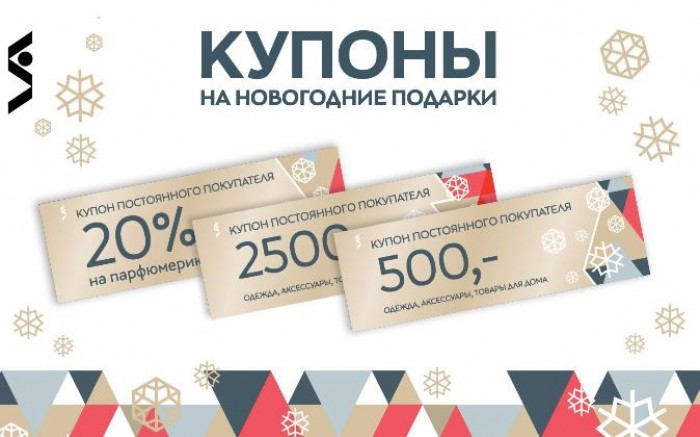 КУПОНЫ
НА НОВОГОДНИЕ ПОДАРКИ
КУПОН ПОСТОЯННОГО ПОКУПАТЕЛЯ
20%
на парфюмерию
КУПОН ПОСТОЯННОГО ПОКУПАТЕЛЯ
2500
ОДЕЖДА, АКСЕССУАРЫ,
КУПОН ПОСТОЯННОГО ПОКУПАТЕЛЯ
500,-
ОДЕЖДА, АКСЕССУАРЫ, ТОВАРЫ ДЛЯ ДОМА